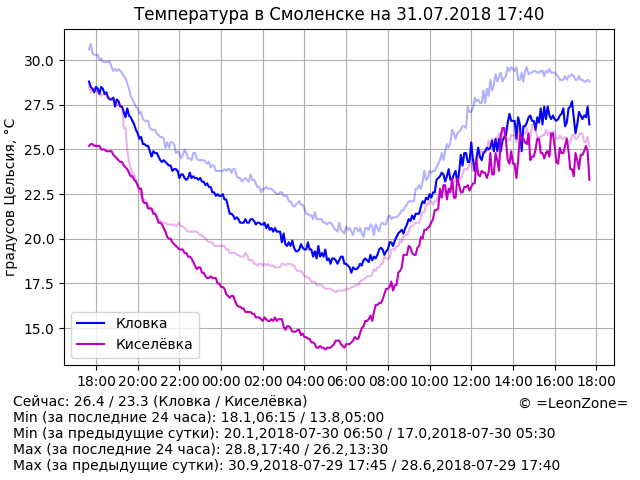 Температура в Смоленске на 31.07.2018 17:40
градусов Цельсия, °C
30.0
27.5
25.0
22.5
20.0
17.5
15.0
Кловка
Киселёвка
18:00 20:00 22:00 00:00 02:00 04:00 06:00 08:00 10:00 12:00 14:00 16:00 18:00
Сейчас: 26.4 / 23.3 (Кловка / Киселёвка)
© =LeonZone=
Min (за последние 24 часа): 18.1,06:15 / 13.8,05:00
Min (за предыдущие сутки): 20.1,2018-07-30 06:50 / 17.0,2018-07-30 05:30
Max (за последние 24 часа): 28.8,17:40 / 26.2,13:30
Max (за предыдущие сутки): 30.9,2018-07-29 17:45 / 28.6,2018-07-29 17:40